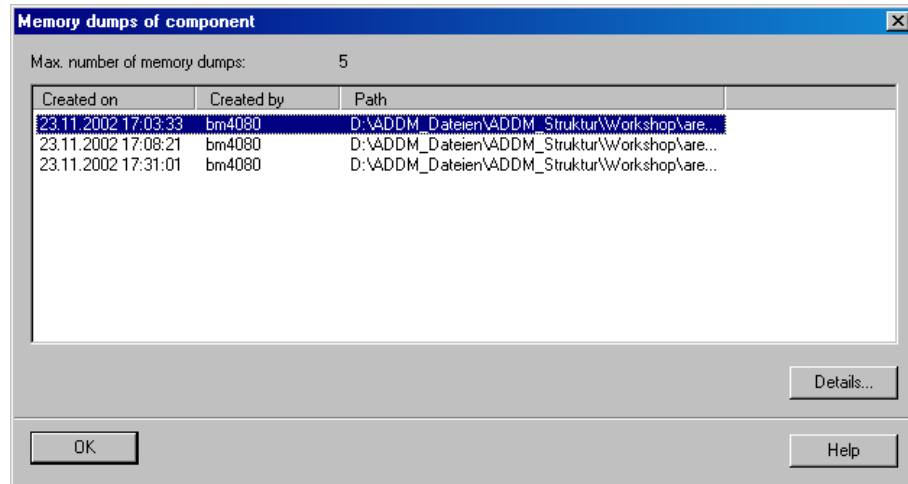 Memory dumps of component
Max. number of memory dumps: 5
Created on Created by Path
23.11.2002 17:03:33 bm4080 D:\ADDM_Dateien\ADDM_Struktur\Workshop\are...
23.11.2002 17:08:21 bm4080 D:\ADDM_Dateien\ADDM_Struktur\Workshop\are...
23.11.2002 17:31:01 bm4080 D:\ADDM_Dateien\ADDM_Struktur\Workshop\are...
Details...
OK Help